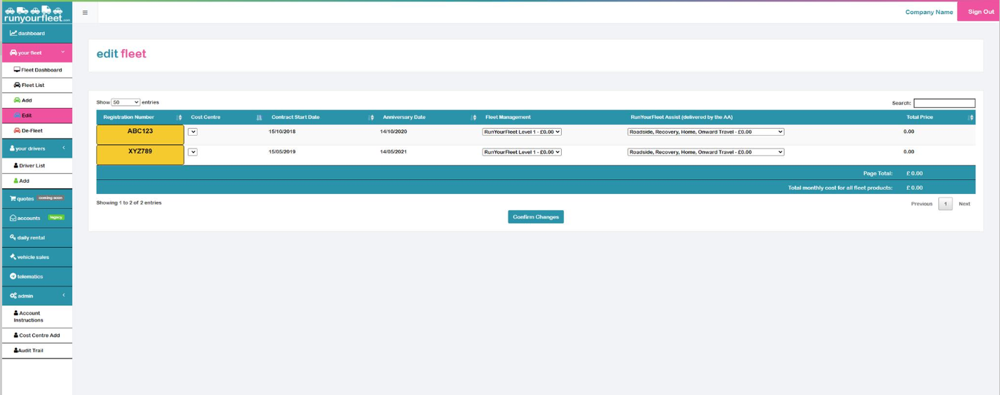 runyourfleet.com
Company Name
Sign Out
dashboard
your fleet
Fleet Dashboard
Fleet List
Add
Edit
De-Fleet
your drivers
Driver List
Add
quotes coming soon
accounts legacy
daily rental
vehicle sales
telematics
admin
Account
Instructions
Cost Centre Add
Audit Trail
edit fleet
Show 50 entries
Search:
Registration Number Cost Centre Contract Start Date Anniversary Date Fleet Management RunYourFleet Assist (delivered by the AA) Total Price
ABC123 15/10/2018 14/10/2020 RunYourFleet Level 1 - £0.00 Roadside, Recovery, Home, Onward Travel - £0.00 0.00
XYZ789 15/05/2019 14/05/2021 RunYourFleet Level 1 - £0.00 Roadside, Recovery, Home, Onward Travel - £0.00 0.00
Page Total: £ 0.00
Total monthly cost for all fleet products: £ 0.00
Showing 1 to 2 of 2 entries
Previous 1 Next
Confirm Changes